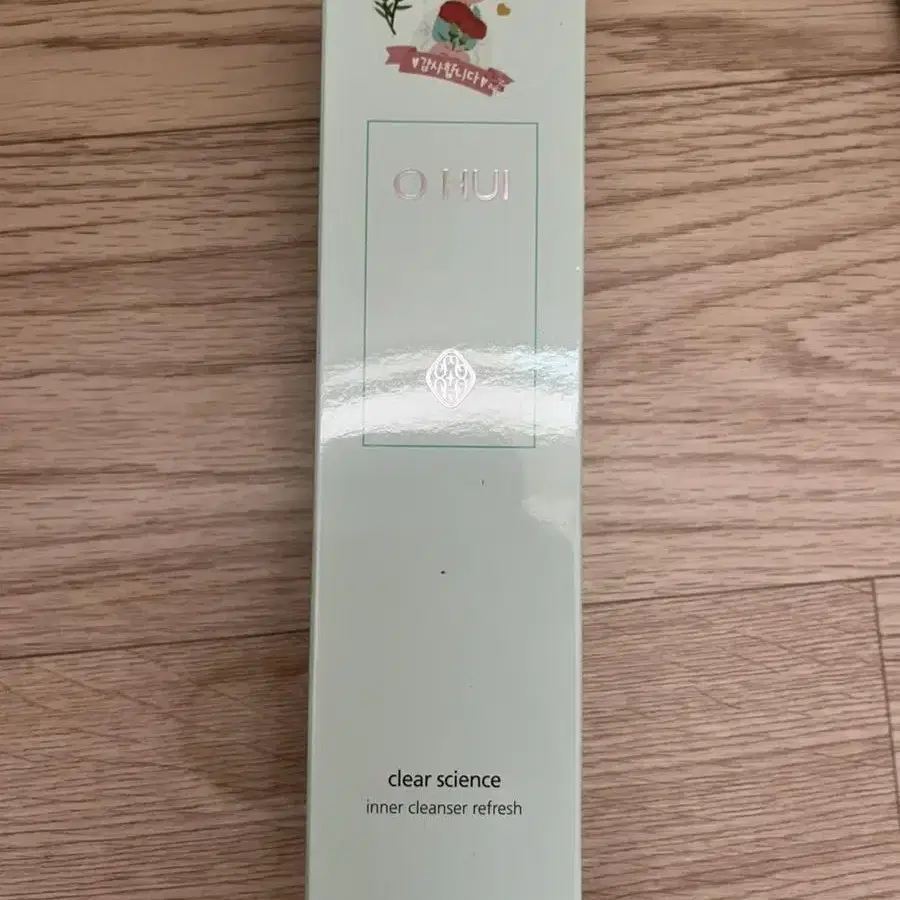 ♥감사합니다♥
O HUI
clear science
inner cleanser refresh